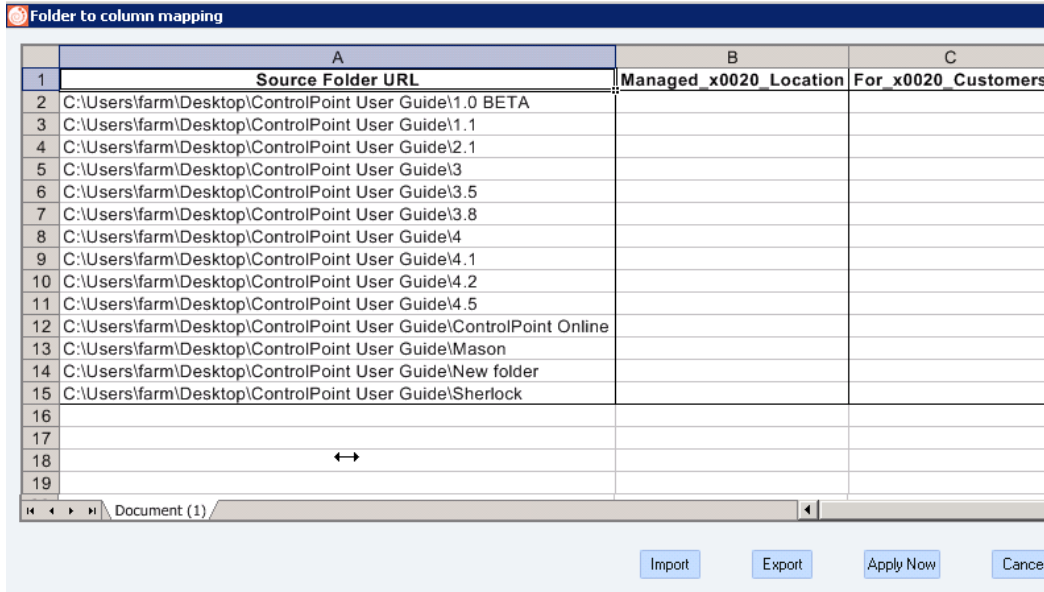 Folder to column mapping
A B C
1 Source Folder URL Managed_x0020_Location For_x0020_Customers
2 C:\Users\farm\Desktop\ControlPoint User Guide\1.0 BETA
3 C:\Users\farm\Desktop\ControlPoint User Guide\1.1
4 C:\Users\farm\Desktop\ControlPoint User Guide\2.1
5 C:\Users\farm\Desktop\ControlPoint User Guide\3
6 C:\Users\farm\Desktop\ControlPoint User Guide\3.5
7 C:\Users\farm\Desktop\ControlPoint User Guide\3.8
8 C:\Users\farm\Desktop\ControlPoint User Guide\4
9 C:\Users\farm\Desktop\ControlPoint User Guide\4.1
10 C:\Users\farm\Desktop\ControlPoint User Guide\4.2
11 C:\Users\farm\Desktop\ControlPoint User Guide\4.5
12 C:\Users\farm\Desktop\ControlPoint User Guide\ControlPoint Online
13 C:\Users\farm\Desktop\ControlPoint User Guide\Mason
14 C:\Users\farm\Desktop\ControlPoint User Guide\New folder
15 C:\Users\farm\Desktop\ControlPoint User Guide\Sherlock
16
17
18
19
Document (1)
Import Export Apply Now Cance